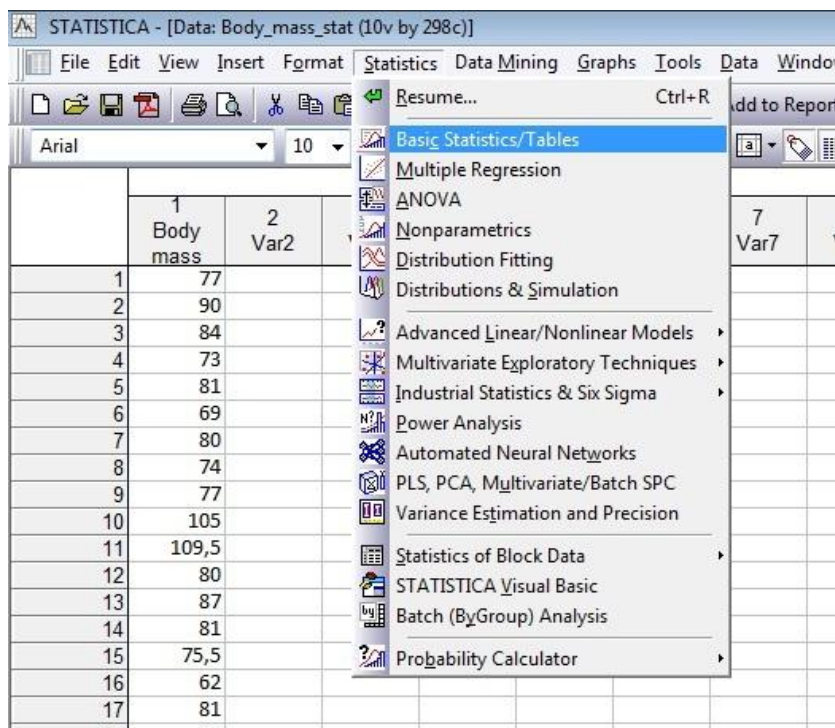 STATISTICA - [Data: Body_mass_stat (10v by 298c)]
File Edit View Insert Format Statistics Data Mining Graphs Tools Data Windo
Resume... Ctrl+R
Add to Repor
Arial 10
Basic Statistics/Tables
Multiple Regression
ANOVA
Nonparametrics
Distribution Fitting
Distributions & Simulation
Advanced Linear/Nonlinear Models
Multivariate Exploratory Techniques
Industrial Statistics & Six Sigma
Power Analysis
Automated Neural Networks
PLS, PCA, Multivariate/Batch SPC
Variance Estimation and Precision
Statistics of Block Data
STATISTICA Visual Basic
Batch (ByGroup) Analysis
Probability Calculator
1 Body mass
2 Var2
7 Var7
1 77
2 90
3 84
4 73
5 81
6 69
7 80
8 74
9 77
10 105
11 109,5
12 80
13 87
14 81
15 75,5
16 62
17 81